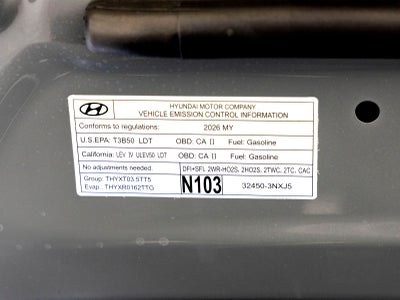 HYUNDAI MOTOR COMPANY
VEHICLE EMISSION CONTROL INFORMATION
Conforms to regulations: 2026 MY
U.S.EPA: T3B50 LDT OBD: CA II Fuel: Gasoline
California: LEV IV ULEV50 LDT OBD: CA II Fuel: Gasoline
No adjustments needed. DFI+SFI, 2WR-HO2S, 2HO2S, 2TWC, 2TC, CAC
Group: THYXT03.5TT5
Evap.: THYXR0162TTG
N103 32450-3NXJ5